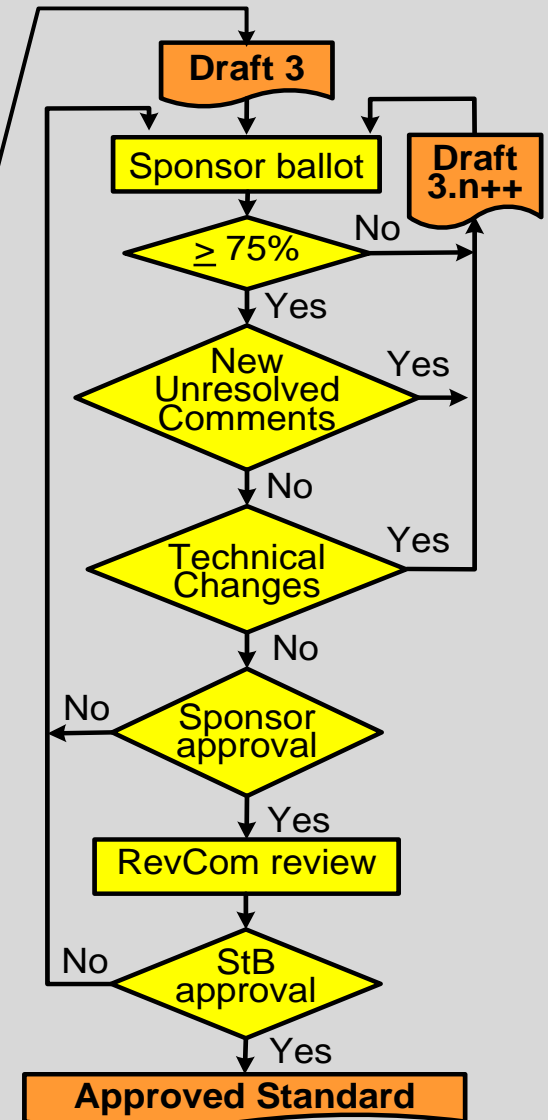 Draft 3
Sponsor ballot
Draft
3.n++
≥ 75%
No
Yes
New
Unresolved
Comments
Yes
No
Technical
Changes
Yes
No
Sponsor
approval
No
Yes
RevCom review
StB
approval
No
Yes
Approved Standard